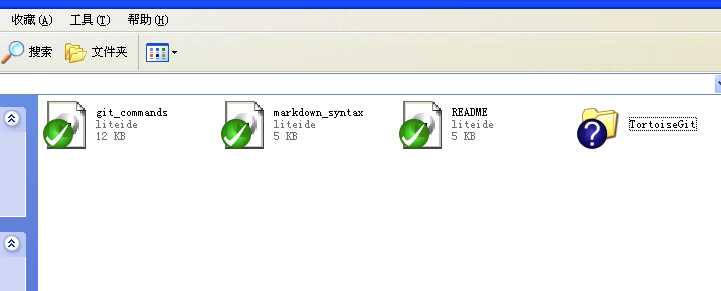 收藏(A) 工具(T) 帮助(H)
搜索 文件夹
git_commands
liteide
12 KB
markdown_syntax
liteide
5 KB
README
liteide
5 KB
TortoiseGit